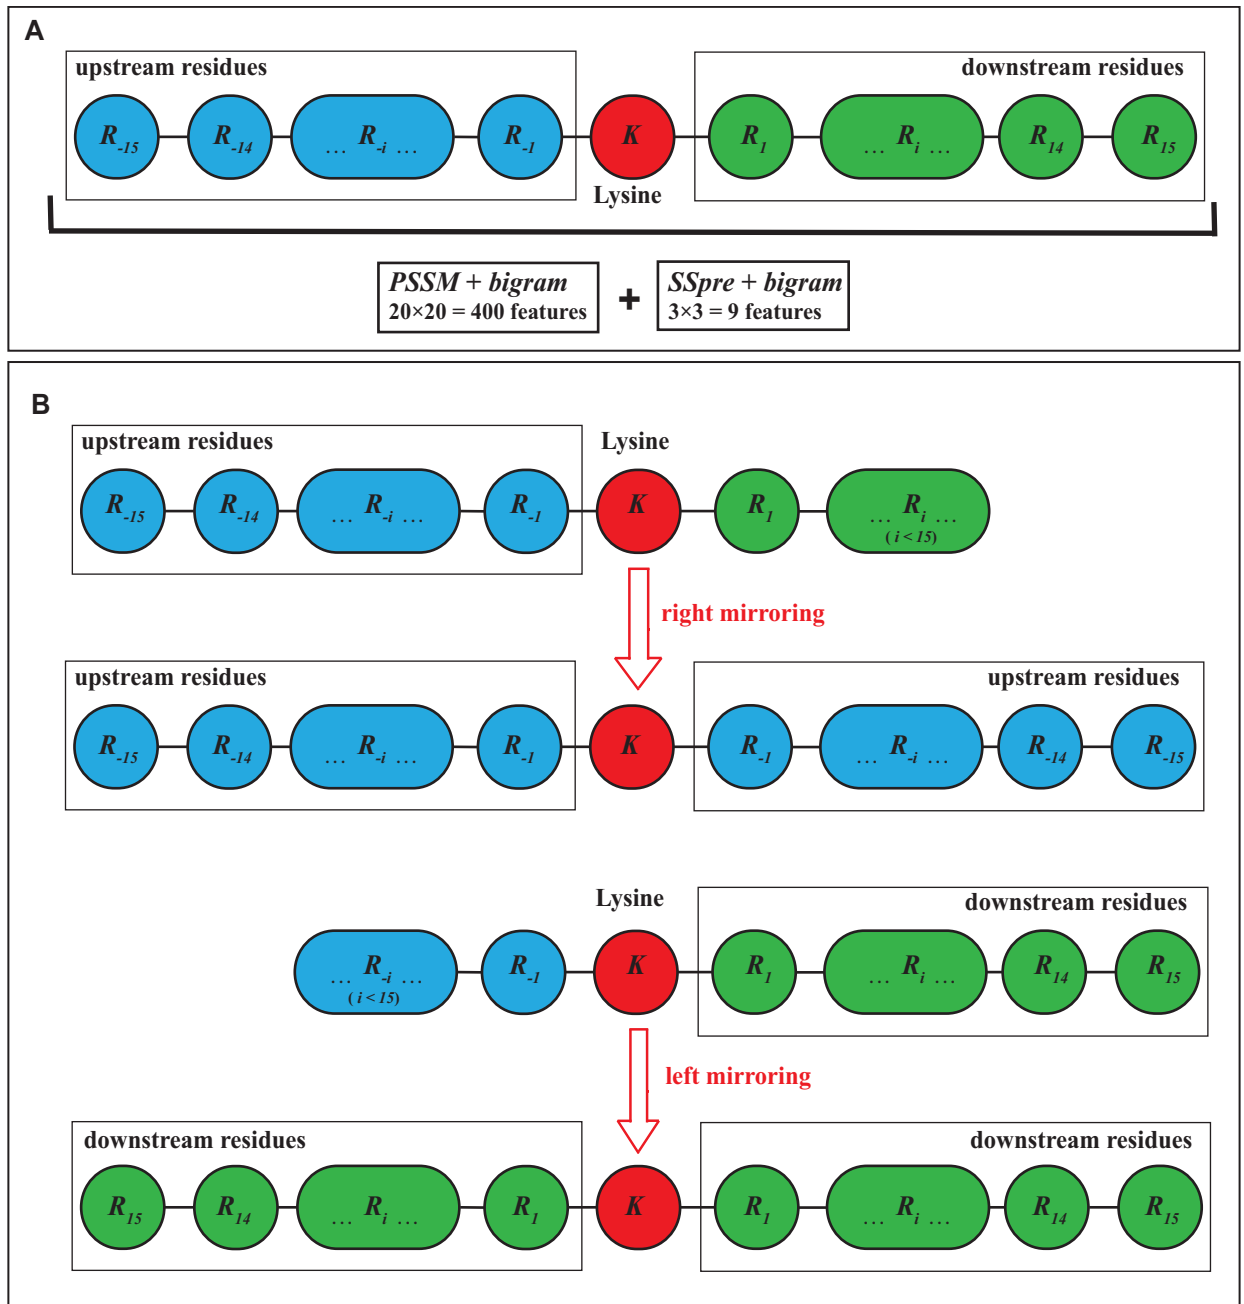 A
upstream residues
downstream residues
R-15 R-14 ... R-i ... R-1 K R1 ... Ri ... R14 R15
Lysine
PSSM + bigram
20×20 = 400 features
+
SSpre + bigram
3×3 = 9 features
B
upstream residues
Lysine
R-15 R-14 ... R-i ... R-1 K R1 ... Ri ...
( i < 15)
right mirroring
upstream residues
upstream residues
R-15 R-14 ... R-i ... R-1 K R-1 ... R-i ... R-14 R-15
Lysine
downstream residues
... R-i ... R-1 K R1 ... Ri ... R14 R15
( i < 15)
left mirroring
downstream residues
downstream residues
R15 R14 ... Ri ... R1 K R1 ... Ri ... R14 R15